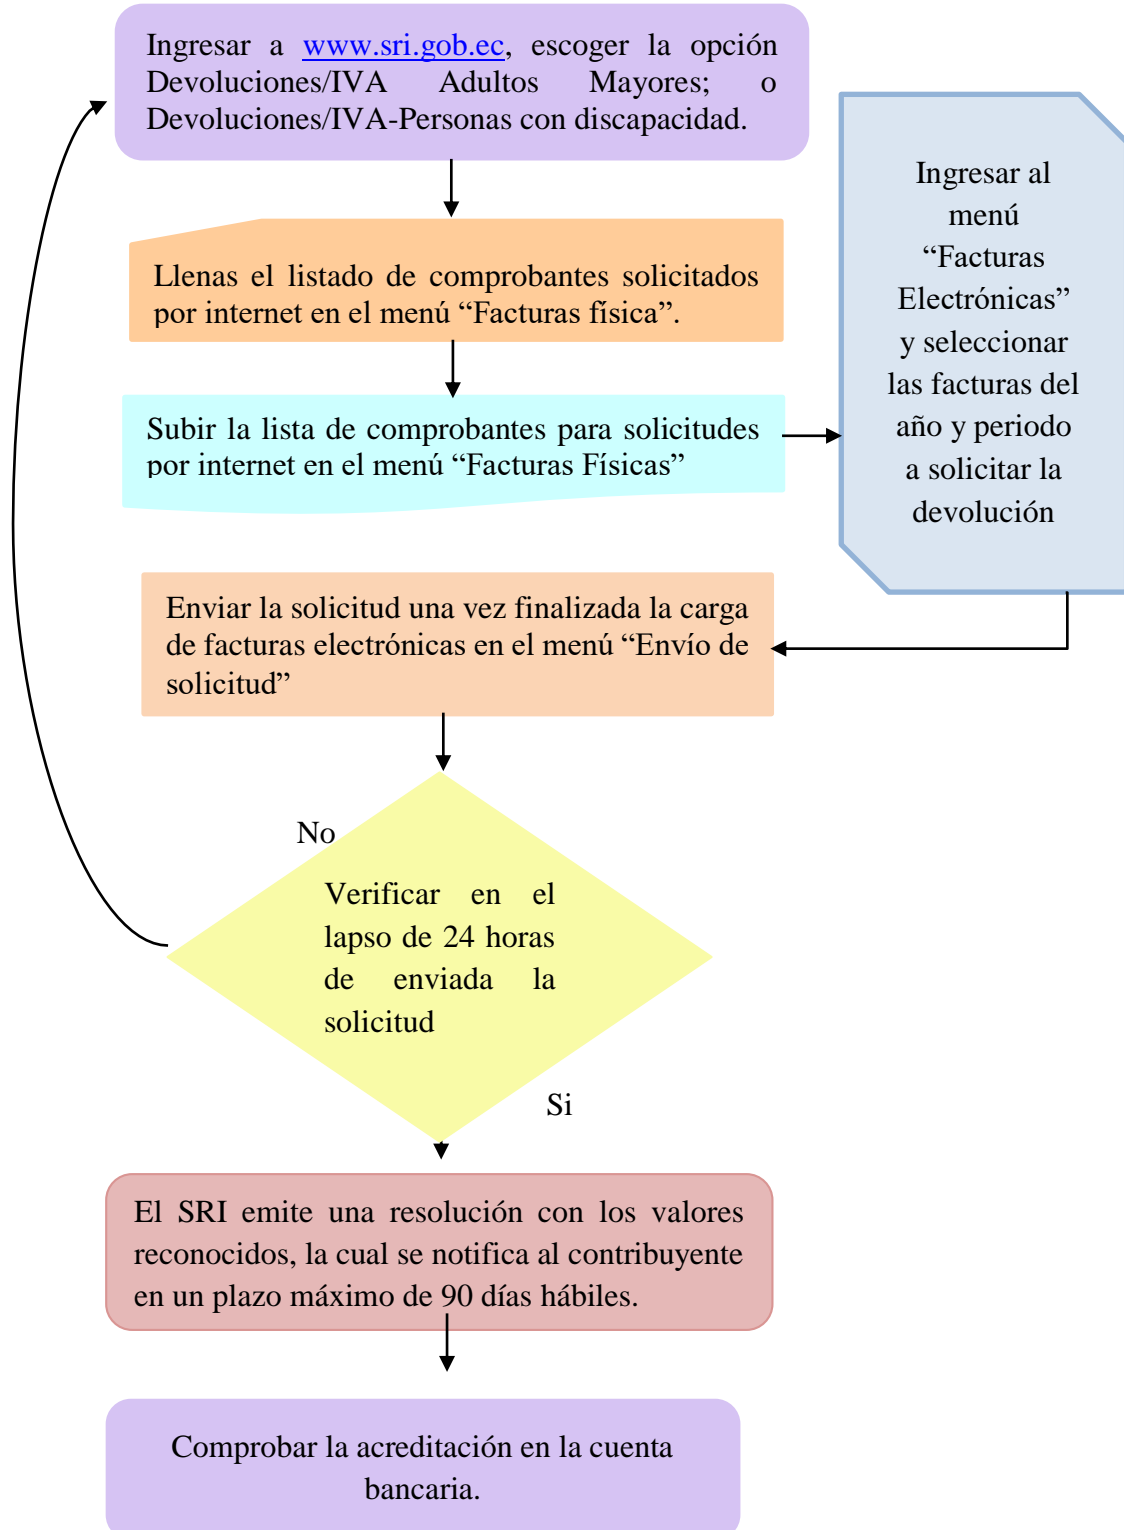 Ingresar a www.sri.gob.ec, escoger la opción
Devoluciones/IVA Adultos Mayores; o
Devoluciones/IVA-Personas con discapacidad.
Llenas el listado de comprobantes solicitados
por internet en el menú “Facturas física”.
Subir la lista de comprobantes para solicitudes
por internet en el menú “Facturas Físicas”
Ingresar al
menú
“Facturas
Electrónicas”
y seleccionar
las facturas del
año y periodo
a solicitar la
devolución
Enviar la solicitud una vez finalizada la carga
de facturas electrónicas en el menú “Envío de
solicitud”
No
Verificar en el
lapso de 24 horas
de enviada la
solicitud
Si
El SRI emite una resolución con los valores
reconocidos, la cual se notifica al contribuyente
en un plazo máximo de 90 días hábiles.
Comprobar la acreditación en la cuenta
bancaria.